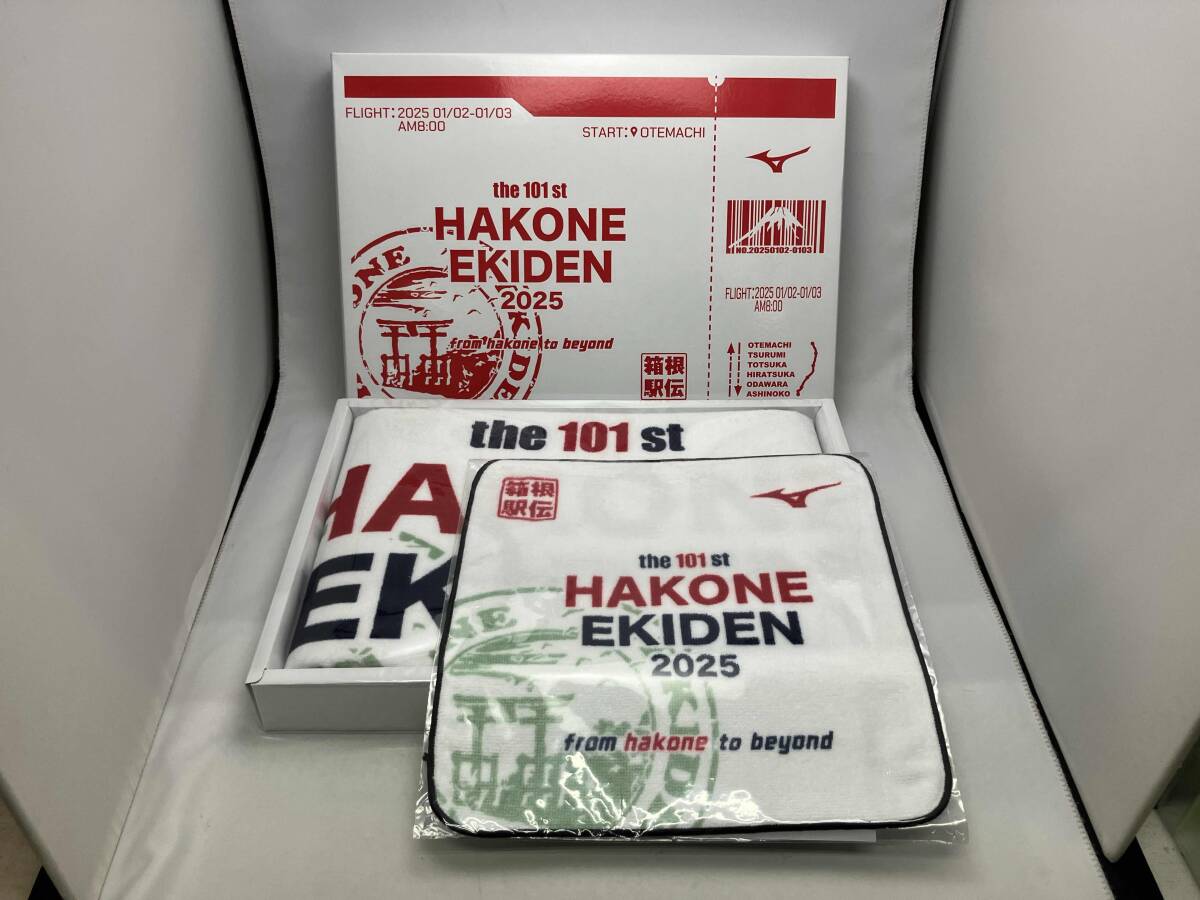 FLIGHT: 2025 01/02-01/03
AM8:00
START: OTEMACHI
the 101 st
HAKONE
EKIDEN
2025
from hakone to beyond
箱根
駅伝
NO.20250102-0103
FLIGHT:2025 01/02-01/03
AM8:00
OTEMACHI
TSURUMI
TOTSUKA
HIRATSUKA
ODAWARA
ASHINOKO
the 101 st
HA
EK
箱根
駅伝
the 101 st
HAKONE
EKIDEN
2025
from hakone to beyond